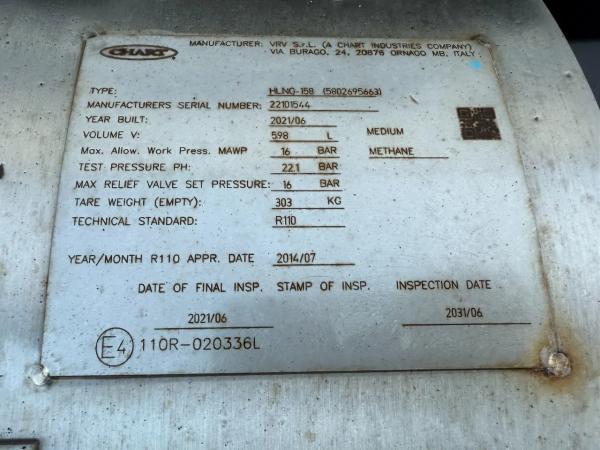 CHART
MANUFACTURER: VRV S.r.L. (A CHART INDUSTRIES COMPANY)
VIA BURAGO, 24, 20876 ORNAGO MB, ITALY
TYPE: HLNG-158 (5802695663)
MANUFACTURERS SERIAL NUMBER: 22101544
YEAR BUILT: 2021/06
VOLUME V: 598 L MEDIUM
Max. Allow. Work Press. MAWP 16 BAR METHANE
TEST PRESSURE PH: 22.1 BAR
MAX RELIEF VALVE SET PRESSURE: 16 BAR
TARE WEIGHT (EMPTY): 303 KG
TECHNICAL STANDARD: R110
YEAR/MONTH R110 APPR. DATE 2014/07
DATE OF FINAL INSP. STAMP OF INSP. INSPECTION DATE
2021/06 2031/06
E4 110R-020336L